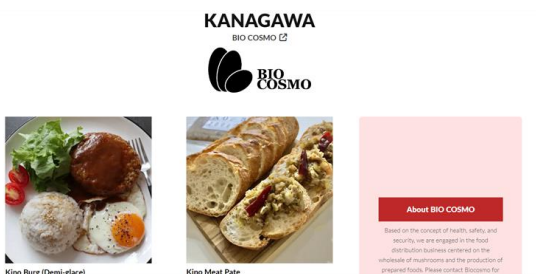 KANAGAWA
BIO COSMO
BIO
COSMO
About BIO COSMO
Based on the concept of health, safety, and
security, we are engaged in the food
distribution business centered on the
wholesale of mushrooms and the production of
prepared foods. Please contact Biocosmo for
Kino Burg (Demi-glace)
Kino Meat Pate